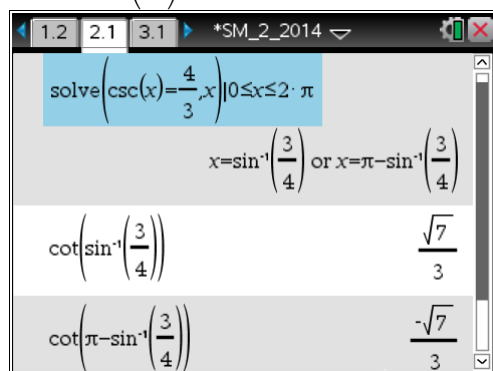 1.2 2.1 3.1 *SM_2_2014
solve(csc(x)=4/3,x)|0≤x≤2·π
x=sin⁻¹(3/4) or x=π−sin⁻¹(3/4)
cot(sin⁻¹(3/4)) √7/3
cot(π−sin⁻¹(3/4)) -√7/3